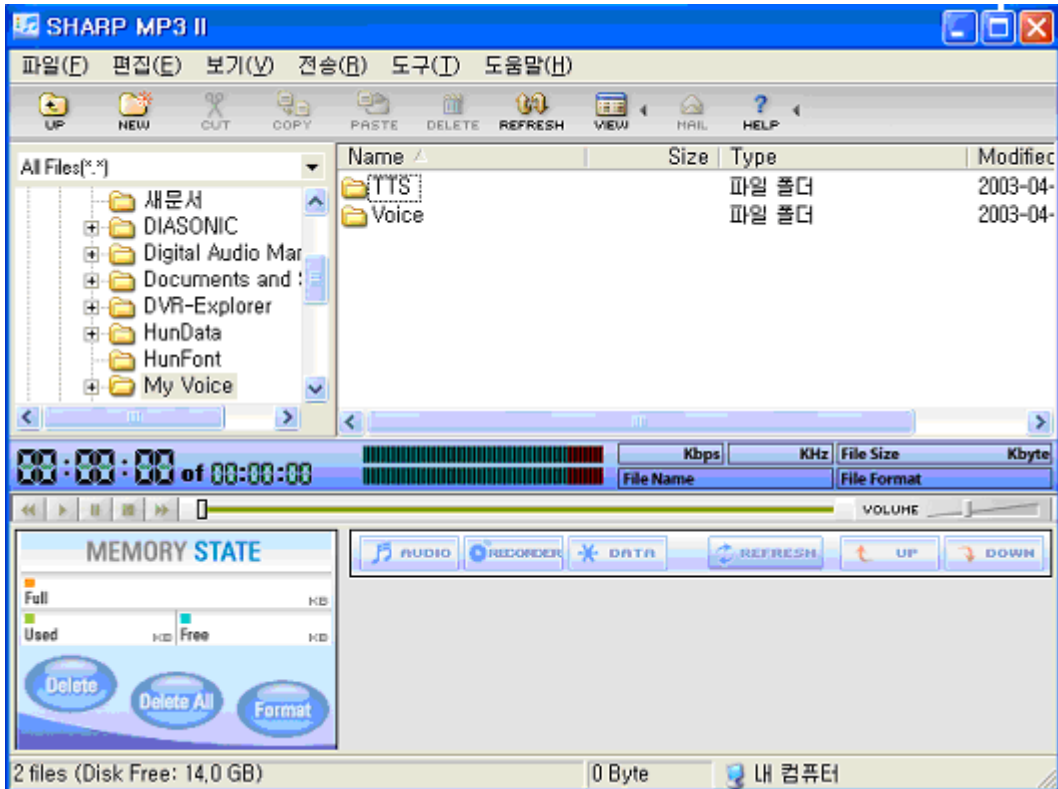 SHARP MP3 II
파일(F) 편집(E) 보기(V) 전송(R) 도구(T) 도움말(H)
UP NEW CUT COPY PASTE DELETE REFRESH VIEW MAIL HELP
All Files(*.*)
새문서
DIASONIC
Digital Audio Mar
Documents and S
DVR-Explorer
HunData
HunFont
My Voice
Name Size Type Modified
TTS 파일 폴더 2003-04-
Voice 파일 폴더 2003-04-
88:88:88 of 00:00:00
Kbps KHz File Size Kbyte
File Name File Format
VOLUME
MEMORY STATE
Full KB
Used KB Free KB
Delete Delete All Format
AUDIO RECORDER DATA REFRESH UP DOWN
2 files (Disk Free: 14,0 GB) 0 Byte 내 컴퓨터